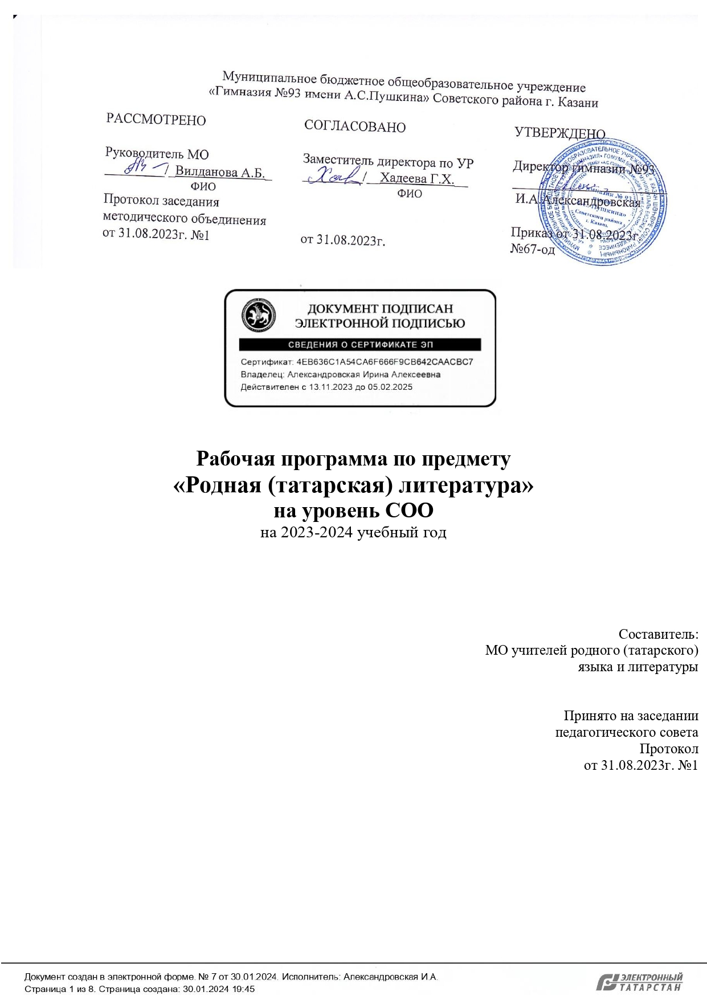 Муниципальное бюджетное общеобразовательное учреждение
«Гимназия №93 имени А.С.Пушкина» Советского района г. Казани
РАССМОТРЕНО
Руководитель МО
/ Вилданова А.Б.
ФИО
Протокол заседания
методического объединения
от 31.08.2023г. №1
СОГЛАСОВАНО
Заместитель директора по УР
/ Хадеева Г.Х.
ФИО
от 31.08.2023г.
УТВЕРЖДЕНО
Директор гимназии №93
И.А.Александровская
Приказ от 31.08.2023г.
№67-од
ДОКУМЕНТ ПОДПИСАН
ЭЛЕКТРОННОЙ ПОДПИСЬЮ
СВЕДЕНИЯ О СЕРТИФИКАТЕ ЭП
Сертификат: 4EB636C1A54CA6F666F9CB642CAACBC7
Владелец: Александровская Ирина Алексеевна
Действителен с 13.11.2023 до 05.02.2025
Рабочая программа по предмету
«Родная (татарская) литература»
на уровень СОО
на 2023-2024 учебный год
Составитель:
МО учителей родного (татарского)
языка и литературы
Принято на заседании
педагогического совета
Протокол
от 31.08.2023г. №1
Документ создан в электронной форме. № 7 от 30.01.2024. Исполнитель: Александровская И.А.
Страница 1 из 8. Страница создана: 30.01.2024 19:45
ЭЛЕКТРОННЫЙ
ТАТАРСТАН